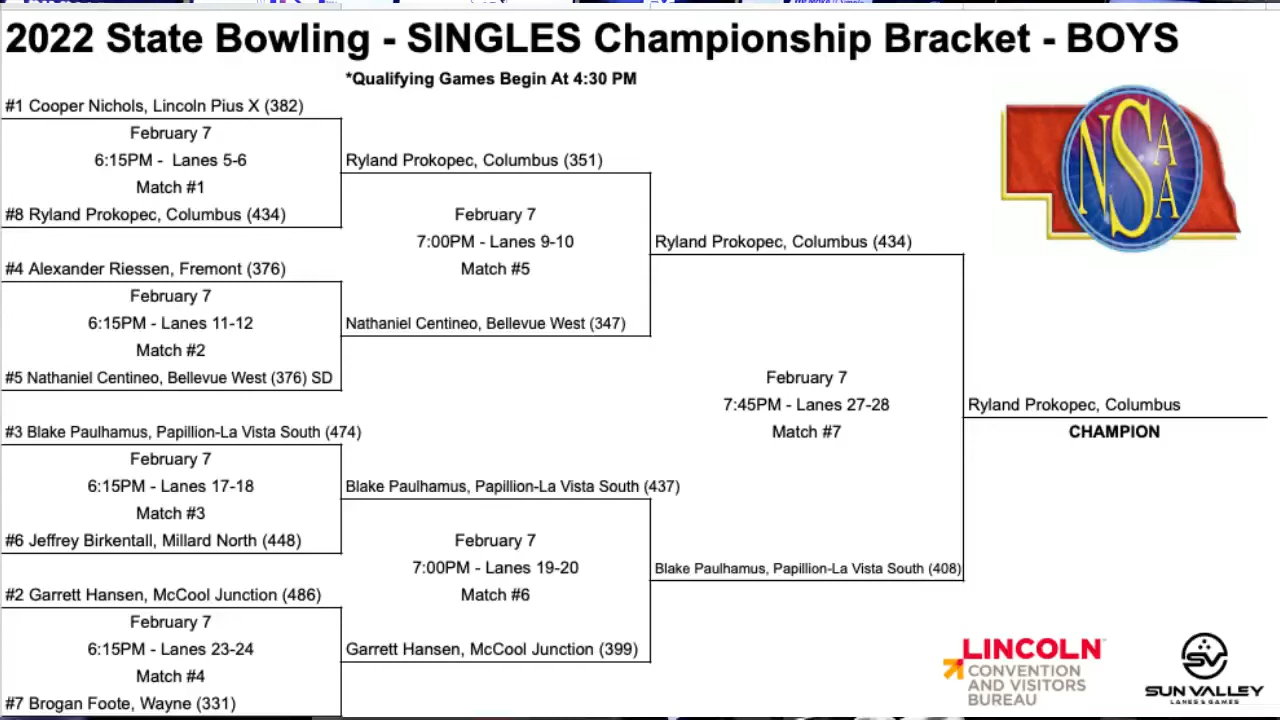 2022 State Bowling - SINGLES Championship Bracket - BOYS
*Qualifying Games Begin At 4:30 PM
#1 Cooper Nichols, Lincoln Pius X (382)
February 7
6:15PM - Lanes 5-6
Match #1
#8 Ryland Prokopec, Columbus (434)
#4 Alexander Riessen, Fremont (376)
February 7
6:15PM - Lanes 11-12
Match #2
#5 Nathaniel Centineo, Bellevue West (376) SD
#3 Blake Paulhamus, Papillion-La Vista South (474)
February 7
6:15PM - Lanes 17-18
Match #3
#6 Jeffrey Birkentall, Millard North (448)
#2 Garrett Hansen, McCool Junction (486)
February 7
6:15PM - Lanes 23-24
Match #4
#7 Brogan Foote, Wayne (331)
Ryland Prokopec, Columbus (351)
February 7
7:00PM - Lanes 9-10
Match #5
Nathaniel Centineo, Bellevue West (347)
Blake Paulhamus, Papillion-La Vista South (437)
February 7
7:00PM - Lanes 19-20
Match #6
Garrett Hansen, McCool Junction (399)
Ryland Prokopec, Columbus (434)
February 7
7:45PM - Lanes 27-28
Match #7
Blake Paulhamus, Papillion-La Vista South (408)
Ryland Prokopec, Columbus
CHAMPION
NSAA
LINCOLN
CONVENTION
AND VISITORS
BUREAU
SV
SUN VALLEY
LANES & GAMES